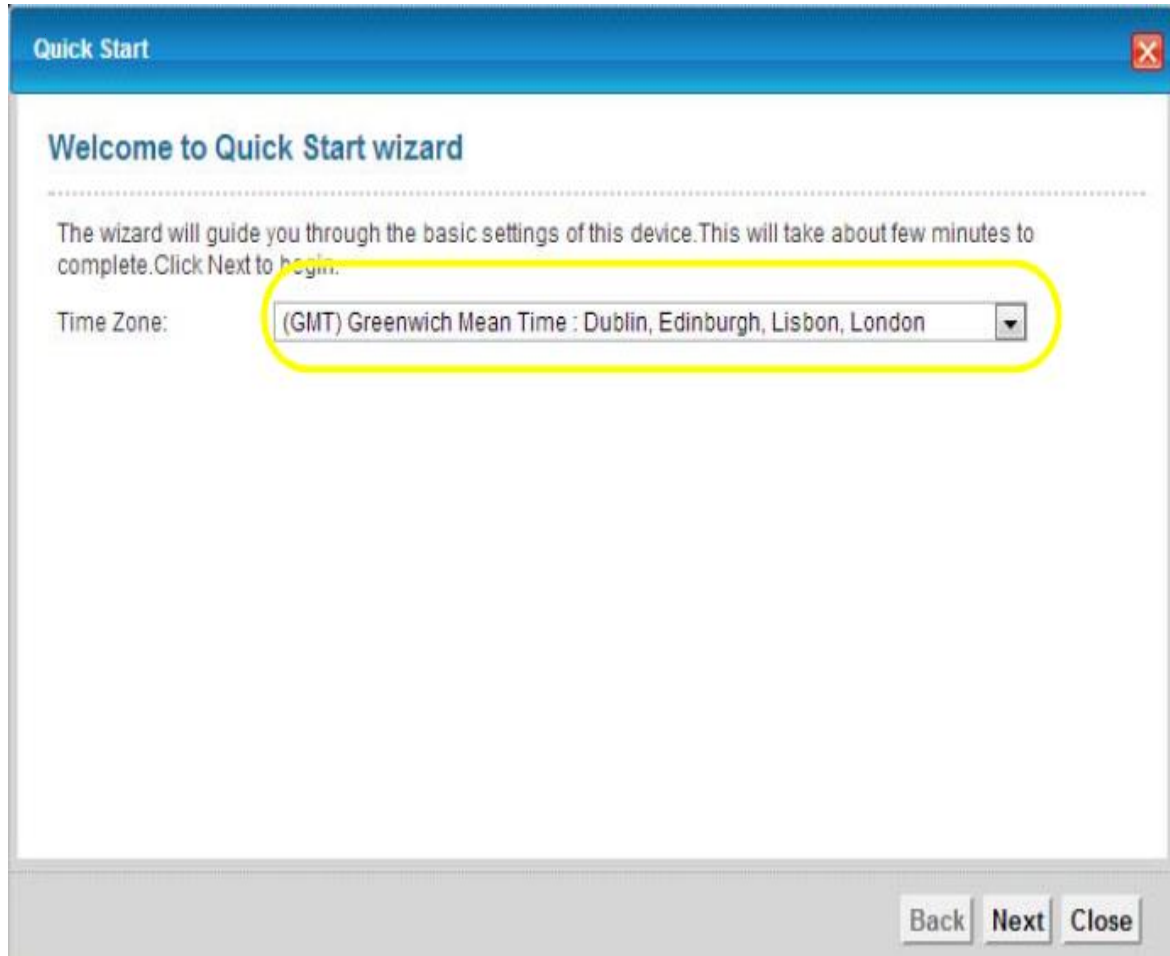 Quick Start
Welcome to Quick Start wizard
The wizard will guide you through the basic settings of this device.This will take about few minutes to
complete.Click Next to begin.
Time Zone: (GMT) Greenwich Mean Time : Dublin, Edinburgh, Lisbon, London
Back Next Close